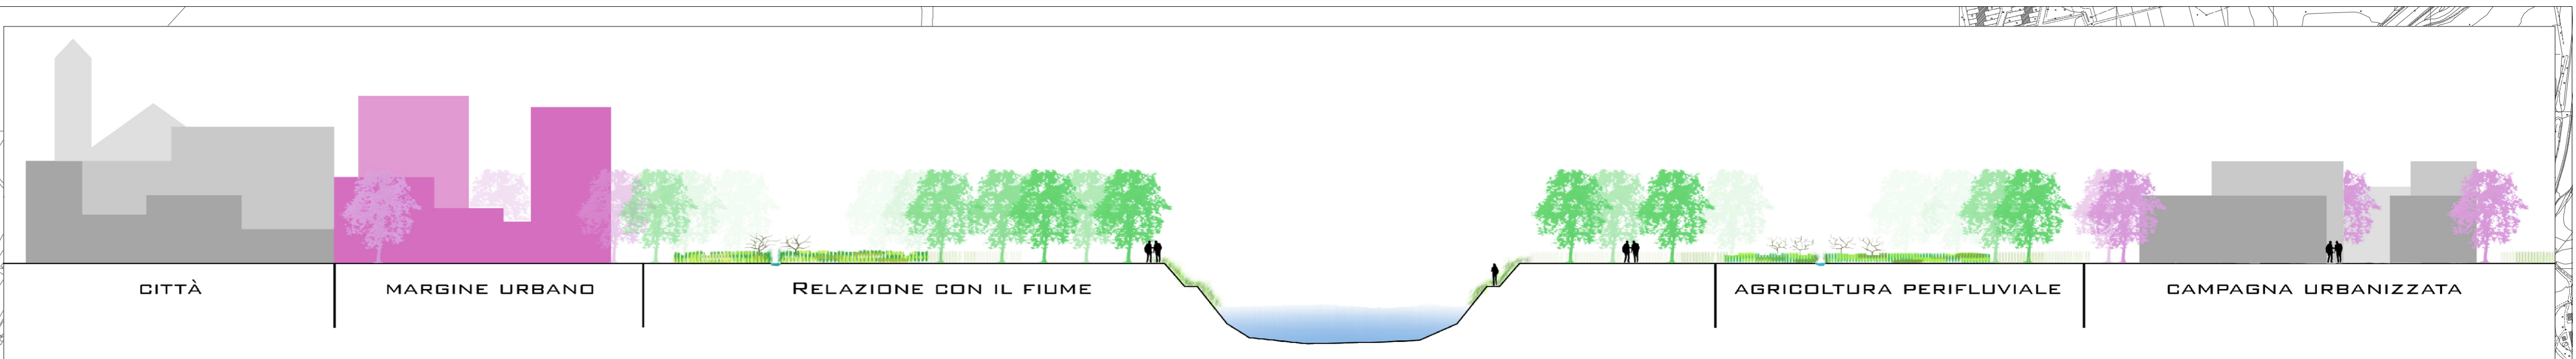 CITTÀ
MARGINE URBANO
RELAZIONE CON IL FIUME
AGRICOLTURA PERIFLUVIALE
CAMPAGNA URBANIZZATA